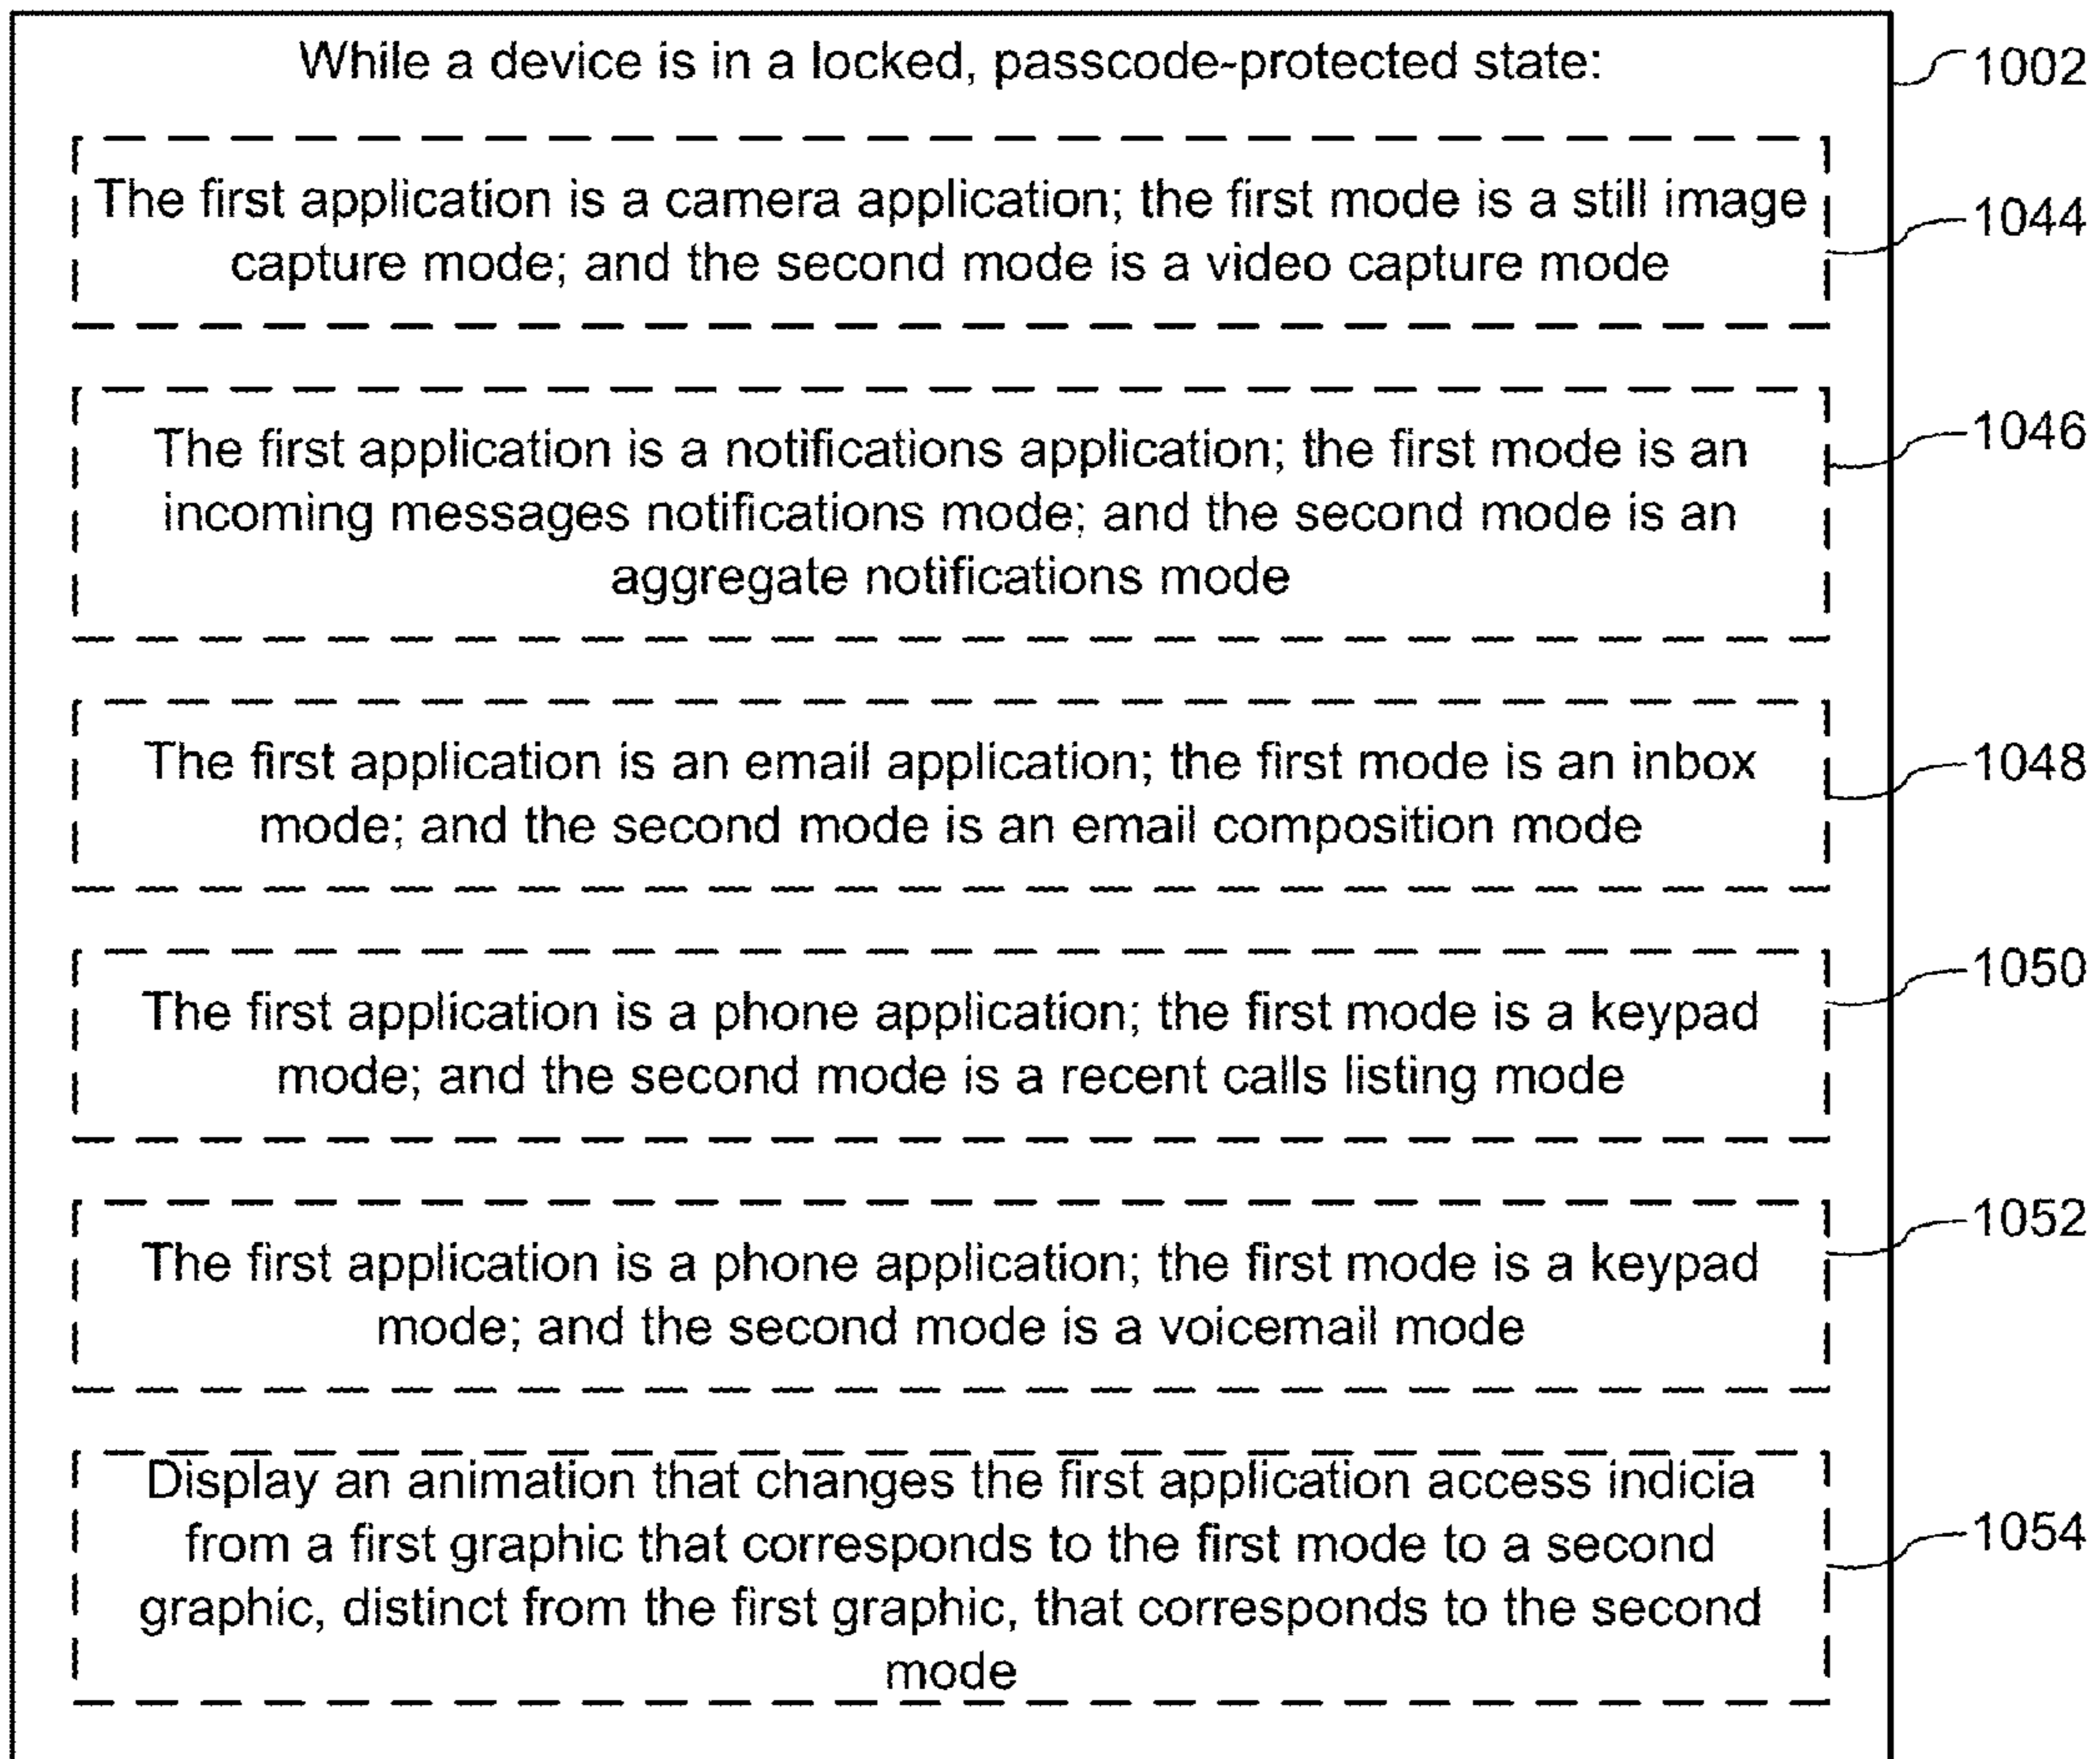 While a device is in a locked, passcode-protected state:
1002
The first application is a camera application; the first mode is a still image
capture mode; and the second mode is a video capture mode
1044
The first application is a notifications application; the first mode is an
incoming messages notifications mode; and the second mode is an
aggregate notifications mode
1046
The first application is an email application; the first mode is an inbox
mode; and the second mode is an email composition mode
1048
The first application is a phone application; the first mode is a keypad
mode; and the second mode is a recent calls listing mode
1050
The first application is a phone application; the first mode is a keypad
mode; and the second mode is a voicemail mode
1052
Display an animation that changes the first application access indicia
from a first graphic that corresponds to the first mode to a second
graphic, distinct from the first graphic, that corresponds to the second
mode
1054